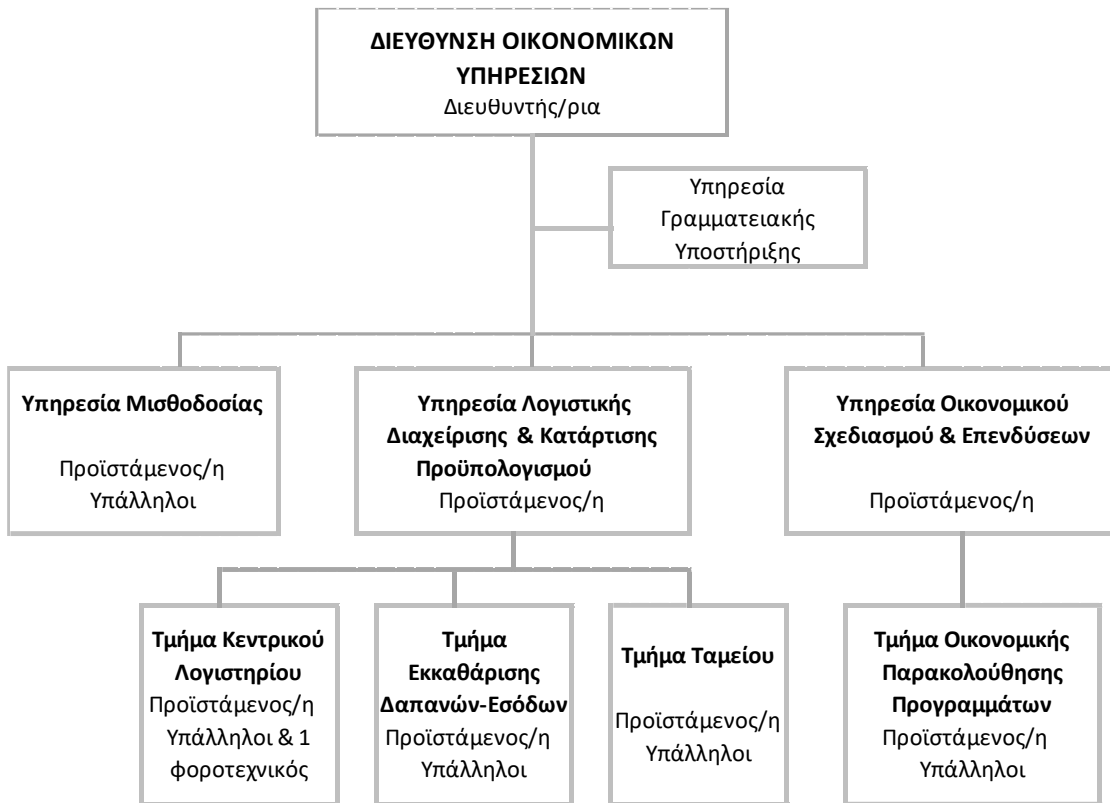 ΔΙΕΥΘΥΝΣΗ ΟΙΚΟΝΟΜΙΚΩΝ
ΥΠΗΡΕΣΙΩΝ
Διευθυντής/ρια
Υπηρεσία
Γραμματειακής
Υποστήριξης
Υπηρεσία Μισθοδοσίας
Προϊστάμενος/η
Υπάλληλοι
Υπηρεσία Λογιστικής
Διαχείρισης & Κατάρτισης
Προϋπολογισμού
Προϊστάμενος/η
Υπηρεσία Οικονομικού
Σχεδιασμού & Επενδύσεων
Προϊστάμενος/η
Τμήμα Κεντρικού
Λογιστηρίου
Προϊστάμενος/η
Υπάλληλοι & 1
φοροτεχνικός
Τμήμα
Εκκαθάρισης
Δαπανών-Εσόδων
Προϊστάμενος/η
Υπάλληλοι
Τμήμα Ταμείου
Προϊστάμενος/η
Υπάλληλοι
Τμήμα Οικονομικής
Παρακολούθησης
Προγραμμάτων
Προϊστάμενος/η
Υπάλληλοι